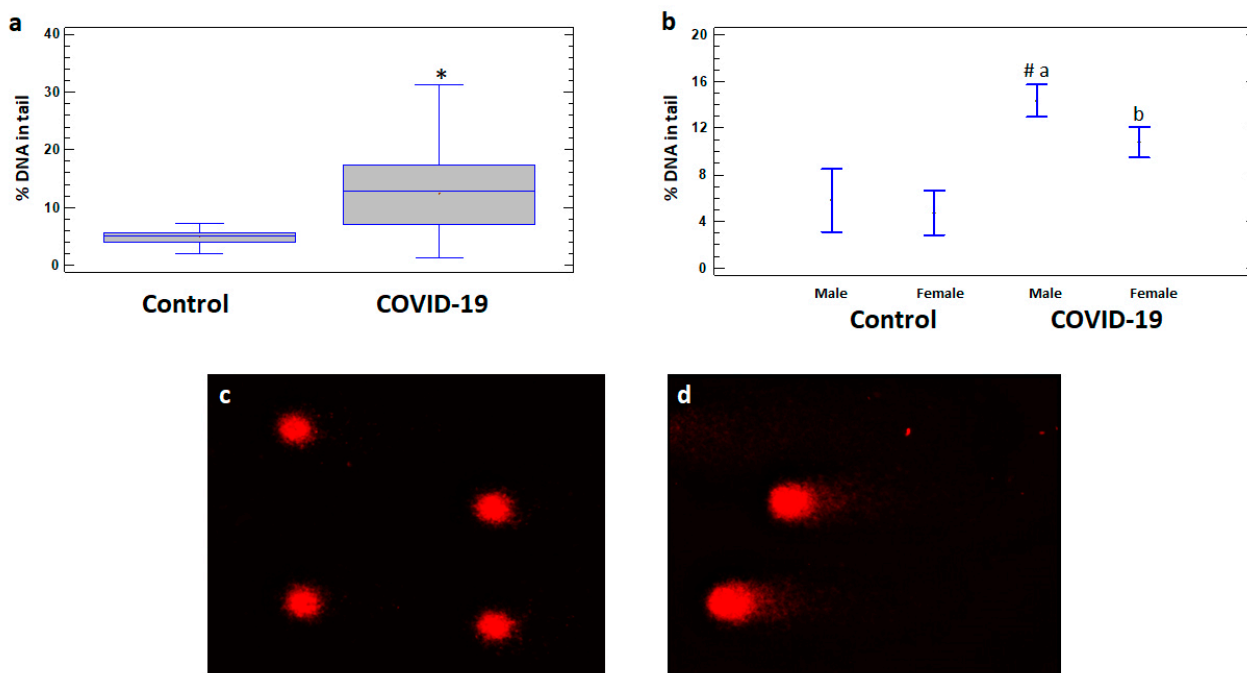 a
% DNA in tail
40
30
20
10
0
*
Control
COVID-19
b
% DNA in tail
20
16
12
8
4
0
# a
b
Male
Female
Male
Female
Control
COVID-19
c
d